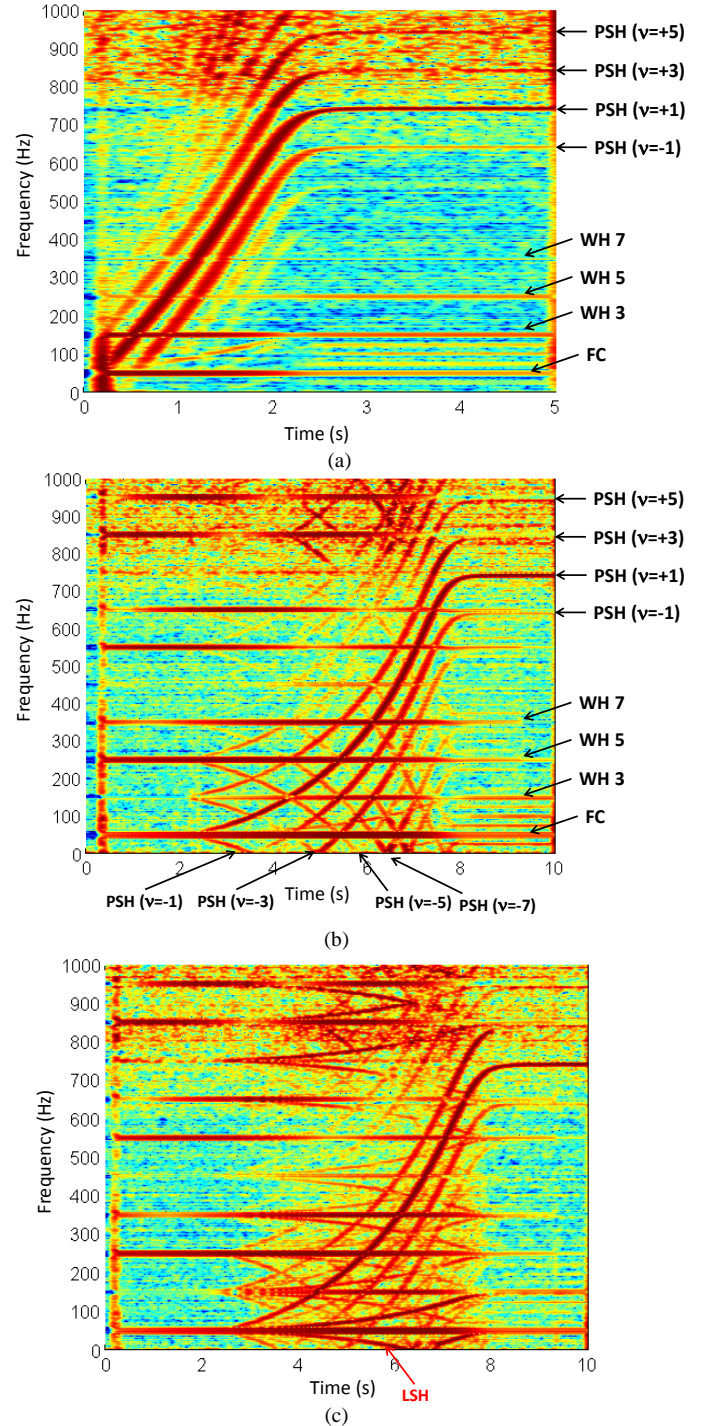 1000
900
800
700
600
500
400
300
200
100
0
Frequency (Hz)
PSH (ν=+5)
PSH (ν=+3)
PSH (ν=+1)
PSH (ν=-1)
WH 7
WH 5
WH 3
FC
0 1 2 3 4 5
Time (s)
(a)
1000
900
800
700
600
500
400
300
200
100
0
Frequency (Hz)
PSH (ν=+5)
PSH (ν=+3)
PSH (ν=+1)
PSH (ν=-1)
WH 7
WH 5
WH 3
FC
0 2 4 6 8 10
Time (s)
PSH (ν=-1) PSH (ν=-3) PSH (ν=-5) PSH (ν=-7)
(b)
1000
900
800
700
600
500
400
300
200
100
0
Frequency (Hz)
0 2 4 6 8 10
Time (s)
LSH
(c)